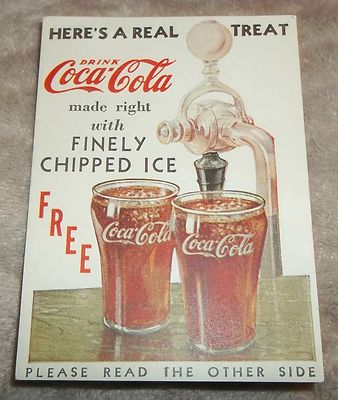 HERE'S A REAL TREAT
DRINK
Coca-Cola
made right
with
FINELY
CHIPPED ICE
FREE
Coca-Cola
Coca-Cola
PLEASE READ THE OTHER SIDE